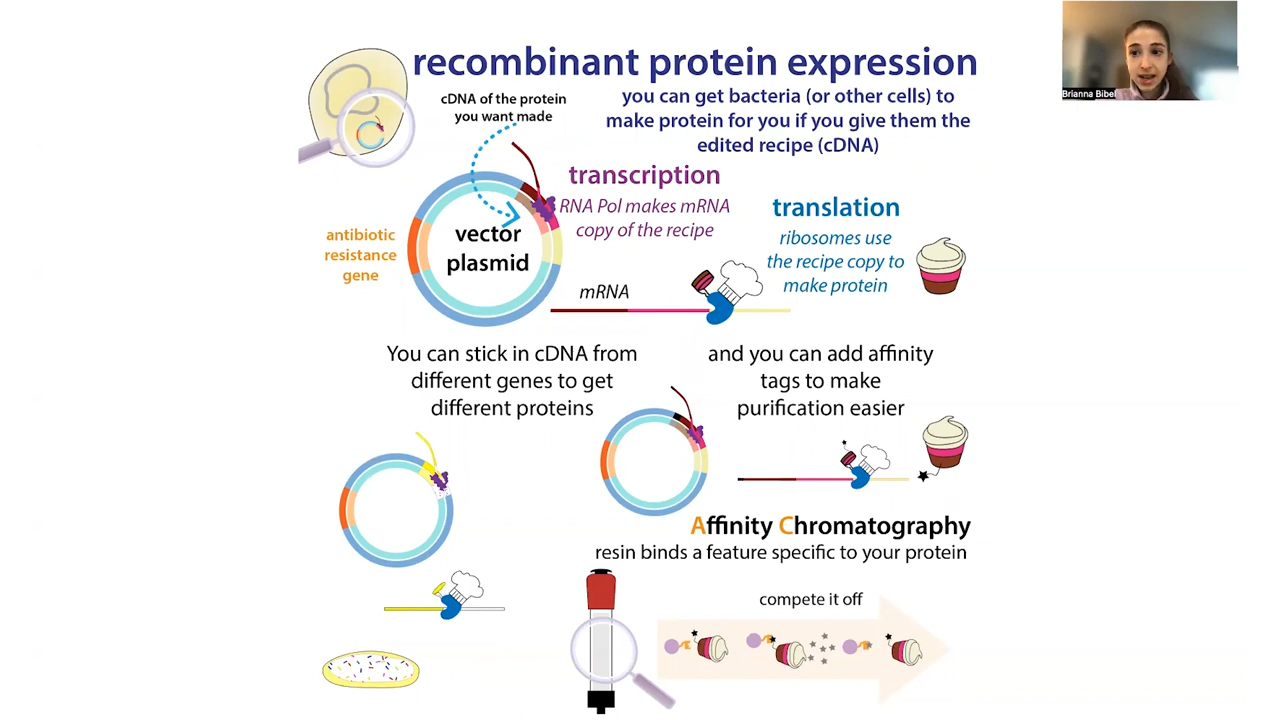 recombinant protein expression
cDNA of the protein
you want made
you can get bacteria (or other cells) to
make protein for you if you give them the
edited recipe (cDNA)
transcription
RNA Pol makes mRNA
copy of the recipe
translation
ribosomes use
the recipe copy to
make protein
antibiotic
resistance
gene
vector
plasmid
mRNA
You can stick in cDNA from
different genes to get
different proteins
and you can add affinity
tags to make
purification easier
Affinity Chromatography
resin binds a feature specific to your protein
compete it off
Brianna Bibel